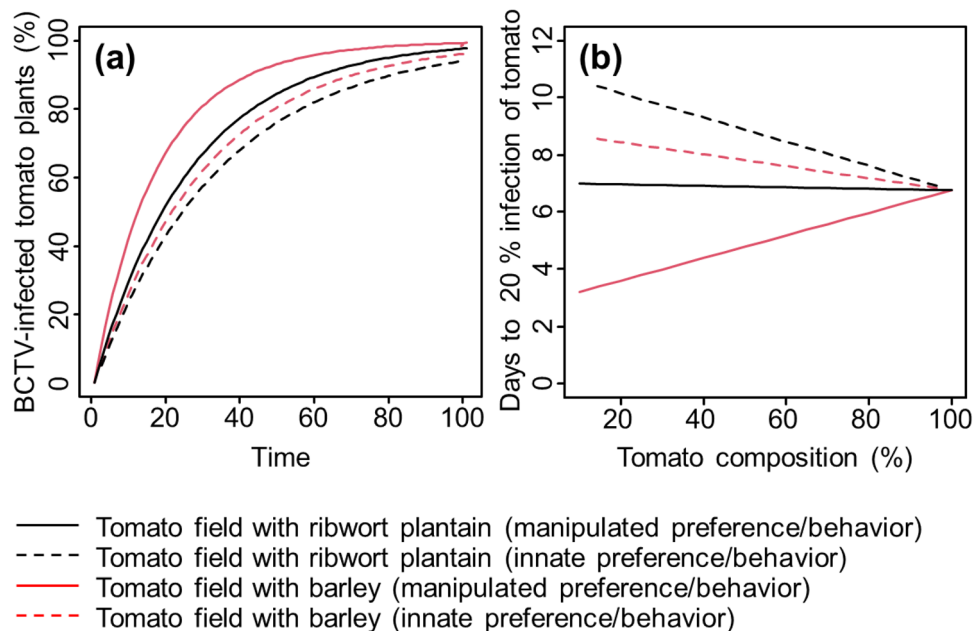 (a)
BCTV-infected tomato plants (%)
100
80
60
40
20
0
0 20 40 60 80 100
Time
(b)
Days to 20 % infection of tomato
12
10
8
6
4
2
0
20 40 60 80 100
Tomato composition (%)
Tomato field with ribwort plantain (manipulated preference/behavior)
Tomato field with ribwort plantain (innate preference/behavior)
Tomato field with barley (manipulated preference/behavior)
Tomato field with barley (innate preference/behavior)